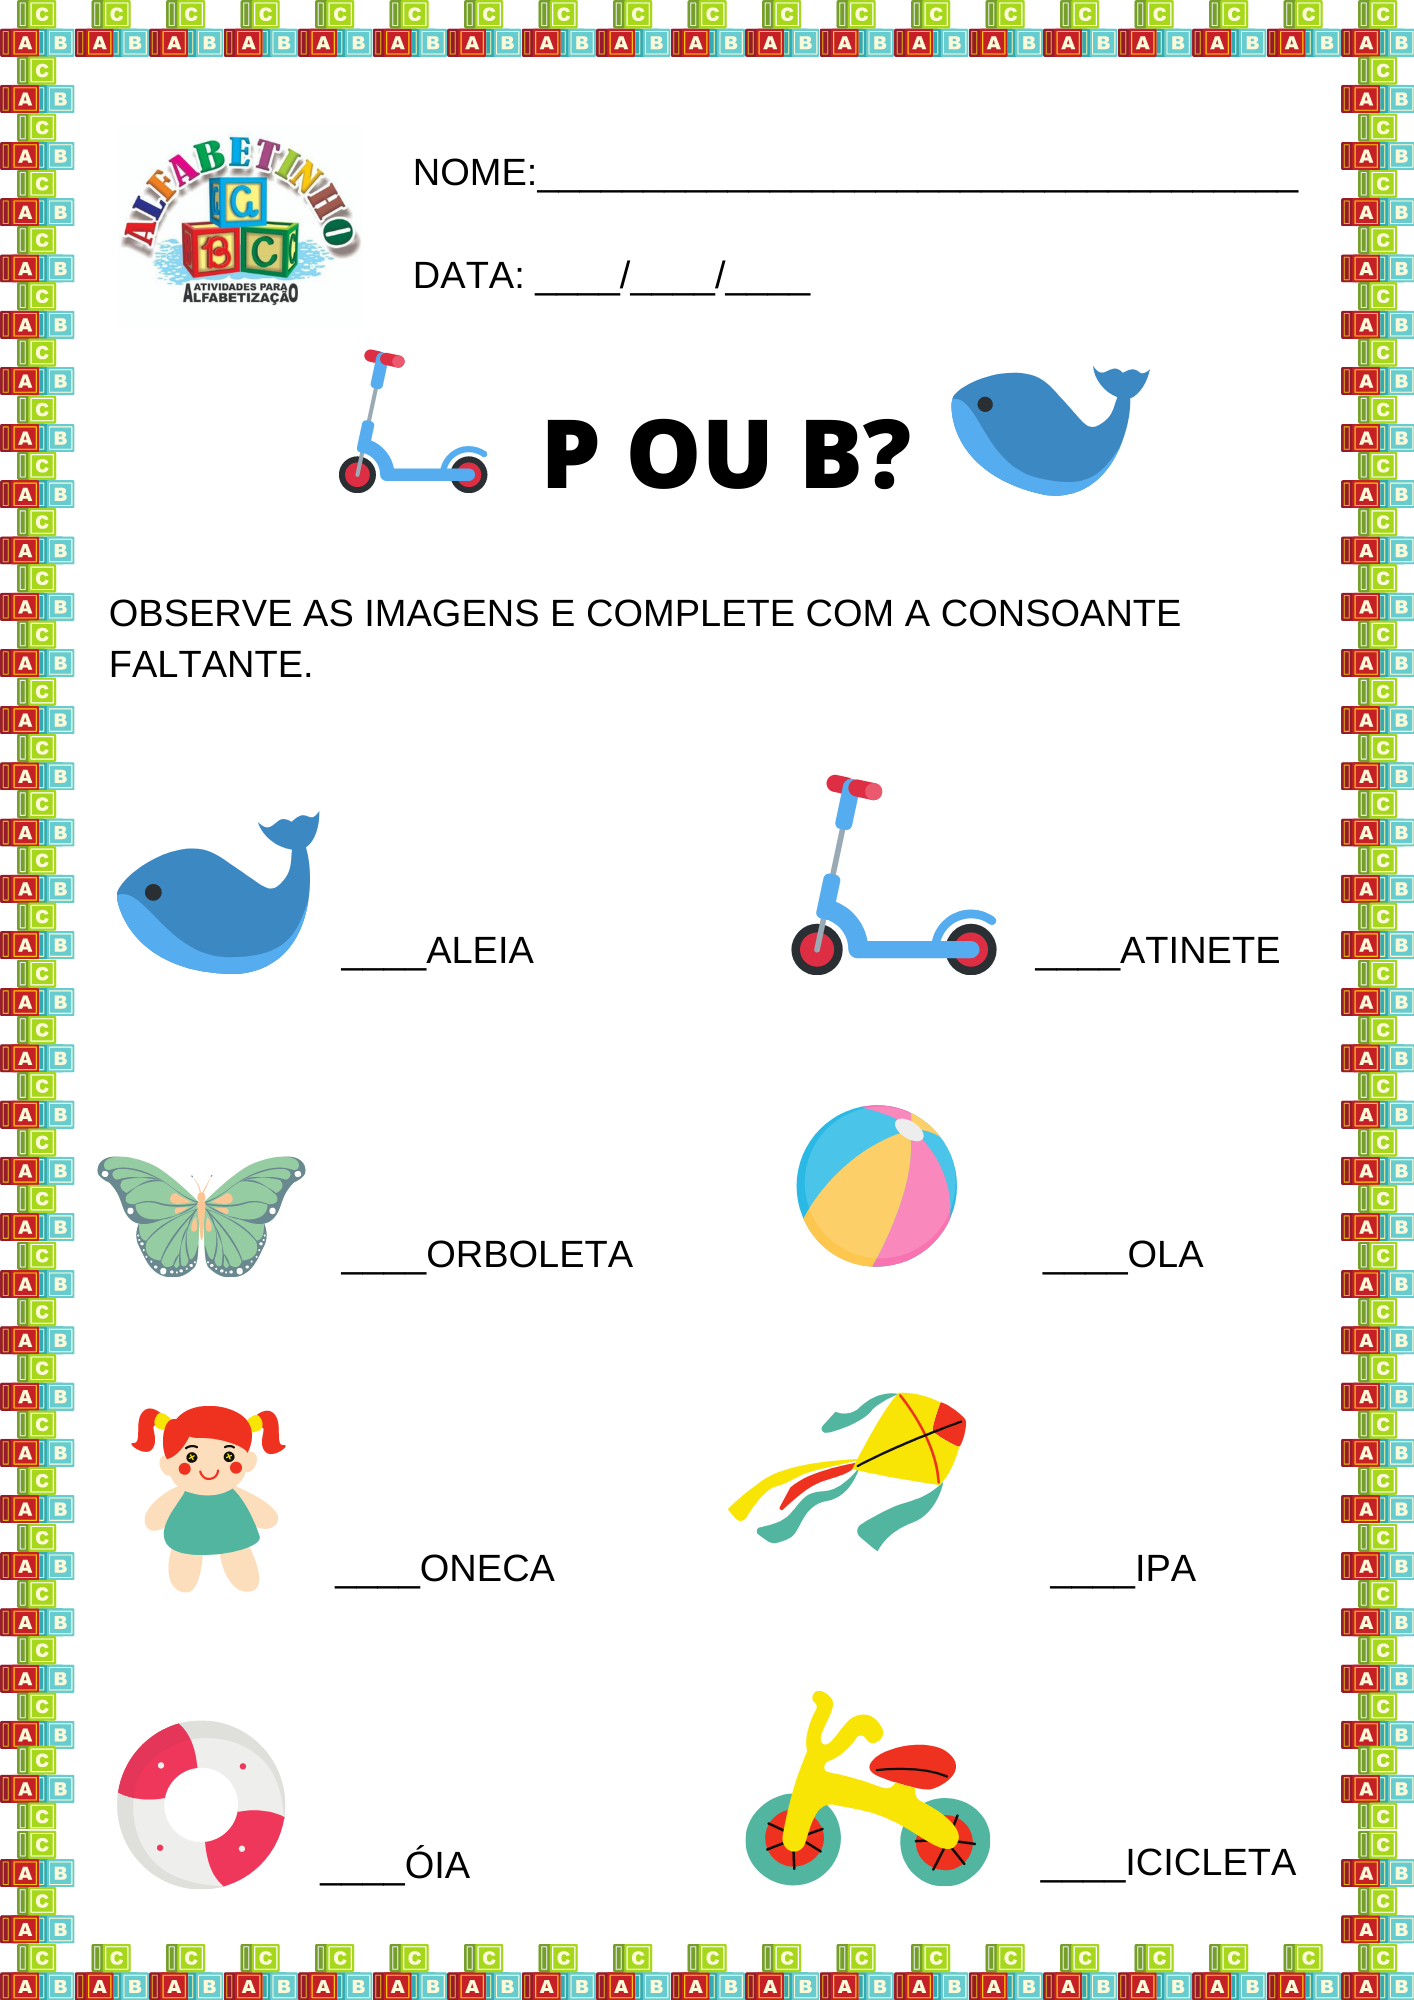 ALFABETINHO
ATIVIDADES PARA
ALFABETIZAÇÃO
NOME:____________________________________
DATA: ____/____/____
P OU B?
OBSERVE AS IMAGENS E COMPLETE COM A CONSOANTE
FALTANTE.
____ALEIA
____ATINETE
____ORBOLETA
____OLA
____ONECA
____IPA
____ÓIA
____ICICLETA